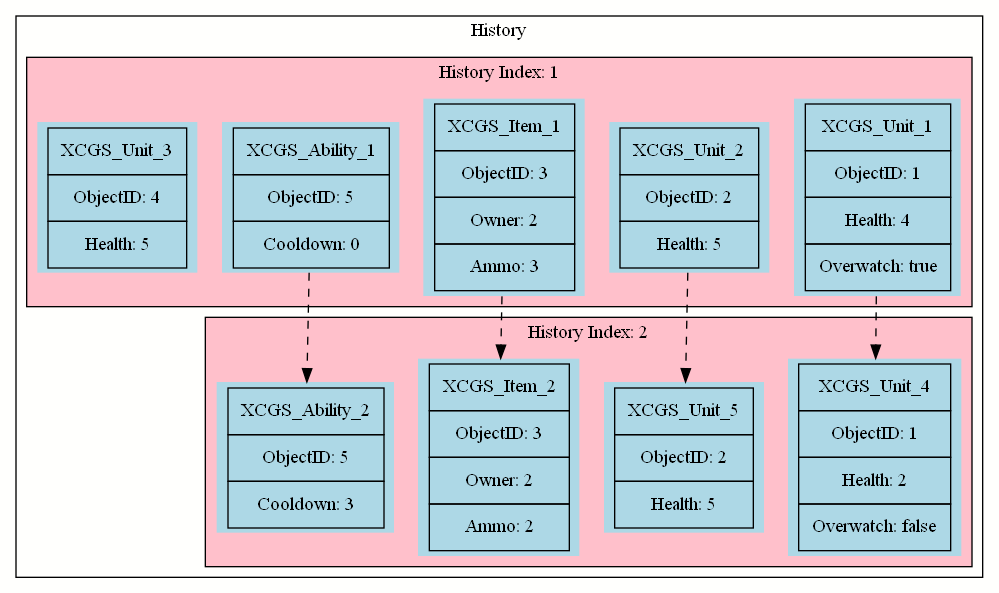 History
History Index: 1
XCGS_Unit_3
ObjectID: 4
Health: 5
XCGS_Ability_1
ObjectID: 5
Cooldown: 0
XCGS_Item_1
ObjectID: 3
Owner: 2
Ammo: 3
XCGS_Unit_2
ObjectID: 2
Health: 5
XCGS_Unit_1
ObjectID: 1
Health: 4
Overwatch: true
History Index: 2
XCGS_Ability_2
ObjectID: 5
Cooldown: 3
XCGS_Item_2
ObjectID: 3
Owner: 2
Ammo: 2
XCGS_Unit_5
ObjectID: 2
Health: 5
XCGS_Unit_4
ObjectID: 1
Health: 2
Overwatch: false